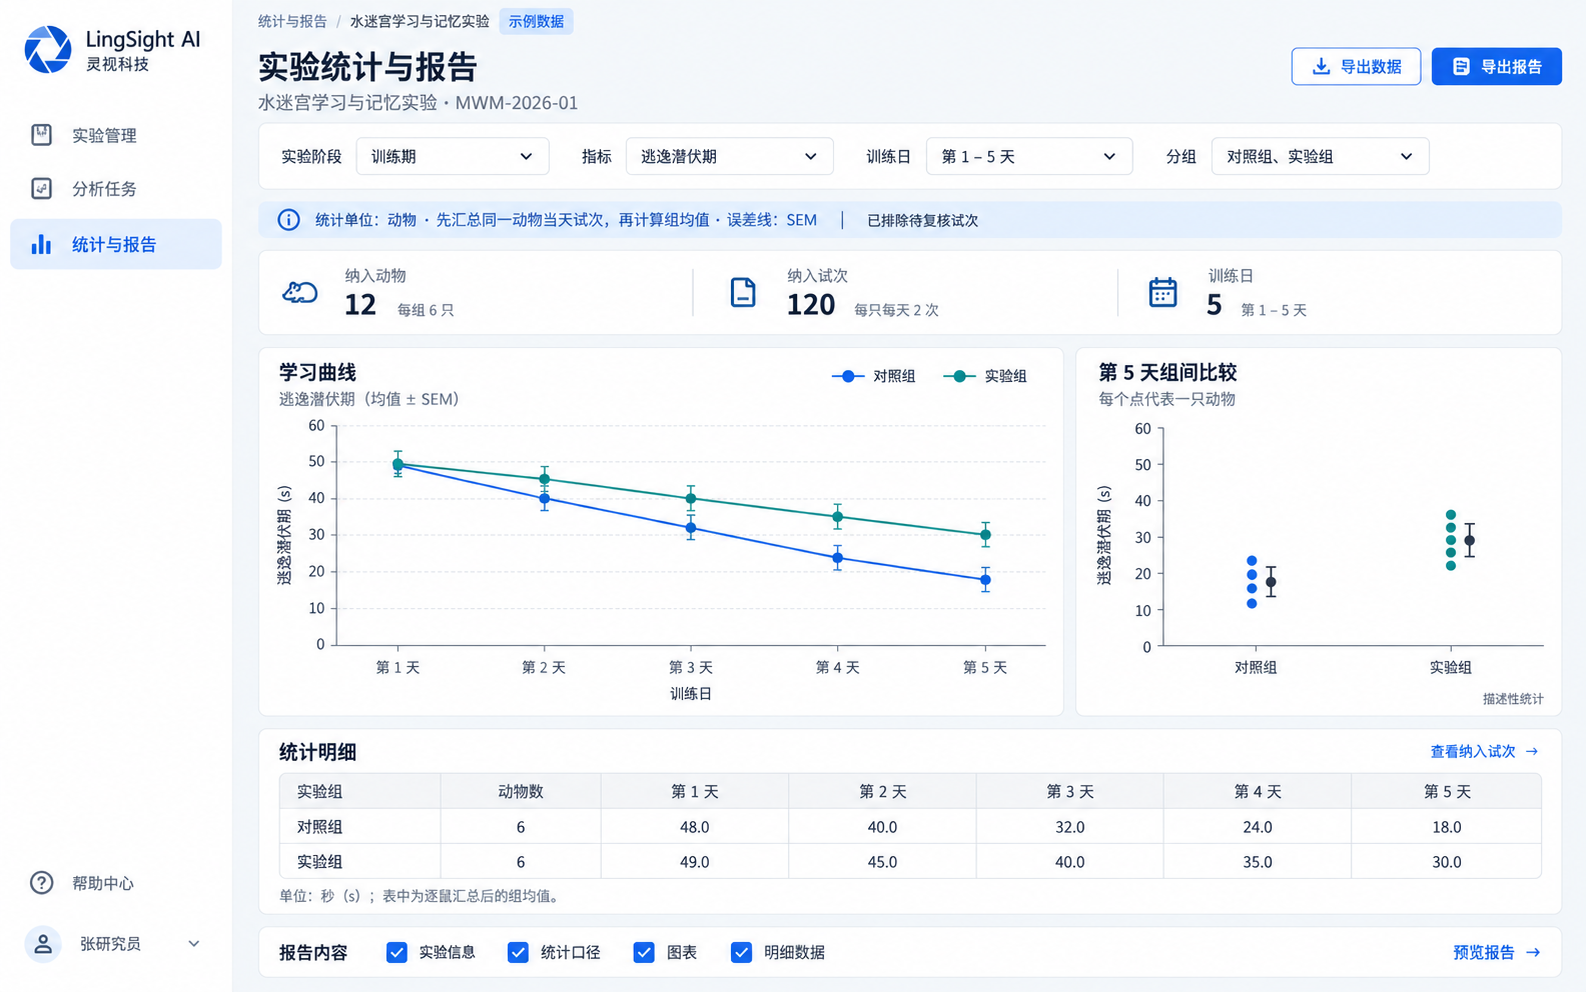 LingSight AI
灵视科技
实验管理
分析任务
统计与报告
帮助中心
张研究员
统计与报告 / 水迷宫学习与记忆实验 示例数据
实验统计与报告
水迷宫学习与记忆实验・MWM-2026-01
导出数据
导出报告
实验阶段 训练期
指标 逃逸潜伏期
训练日 第 1 – 5 天
分组 对照组、实验组
统计单位：动物 · 先汇总同一动物当天试次，再计算组均值 · 误差线：SEM | 已排除待复核试次
纳入动物
12 每组 6 只
纳入试次
120 每只每天 2 次
训练日
5 第 1 – 5 天
学习曲线
逃逸潜伏期（均值 ± SEM）
对照组 实验组
60
50
40
30
20
10
0
逃逸潜伏期 (s)
第 1 天 第 2 天 第 3 天 第 4 天 第 5 天
训练日
第 5 天组间比较
每个点代表一只动物
60
50
40
30
20
10
0
逃逸潜伏期 (s)
对照组 实验组
描述性统计
统计明细
查看纳入试次 →
实验组 动物数 第 1 天 第 2 天 第 3 天 第 4 天 第 5 天
对照组 6 48.0 40.0 32.0 24.0 18.0
实验组 6 49.0 45.0 40.0 35.0 30.0
单位：秒（s）；表中为逐鼠汇总后的组均值。
报告内容 实验信息 统计口径 图表 明细数据
预览报告 →